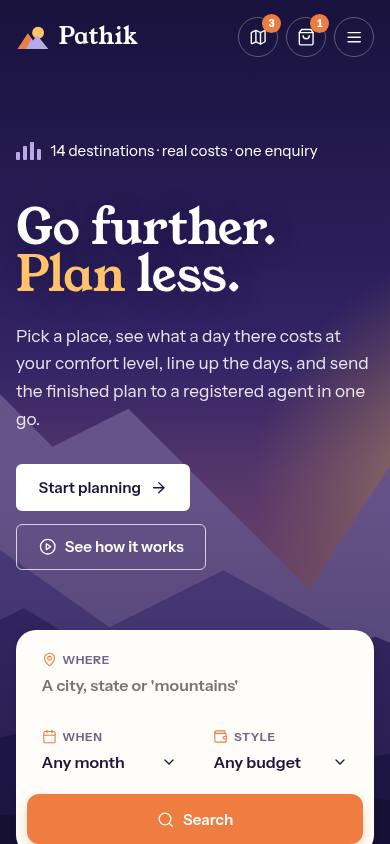 Pathik
3
1
14 destinations · real costs · one enquiry
Go further.
Plan less.
Pick a place, see what a day there costs at
your comfort level, line up the days, and send
the finished plan to a registered agent in one
go.
Start planning
See how it works
WHERE
A city, state or 'mountains'
WHEN
STYLE
Any month
Any budget
Search